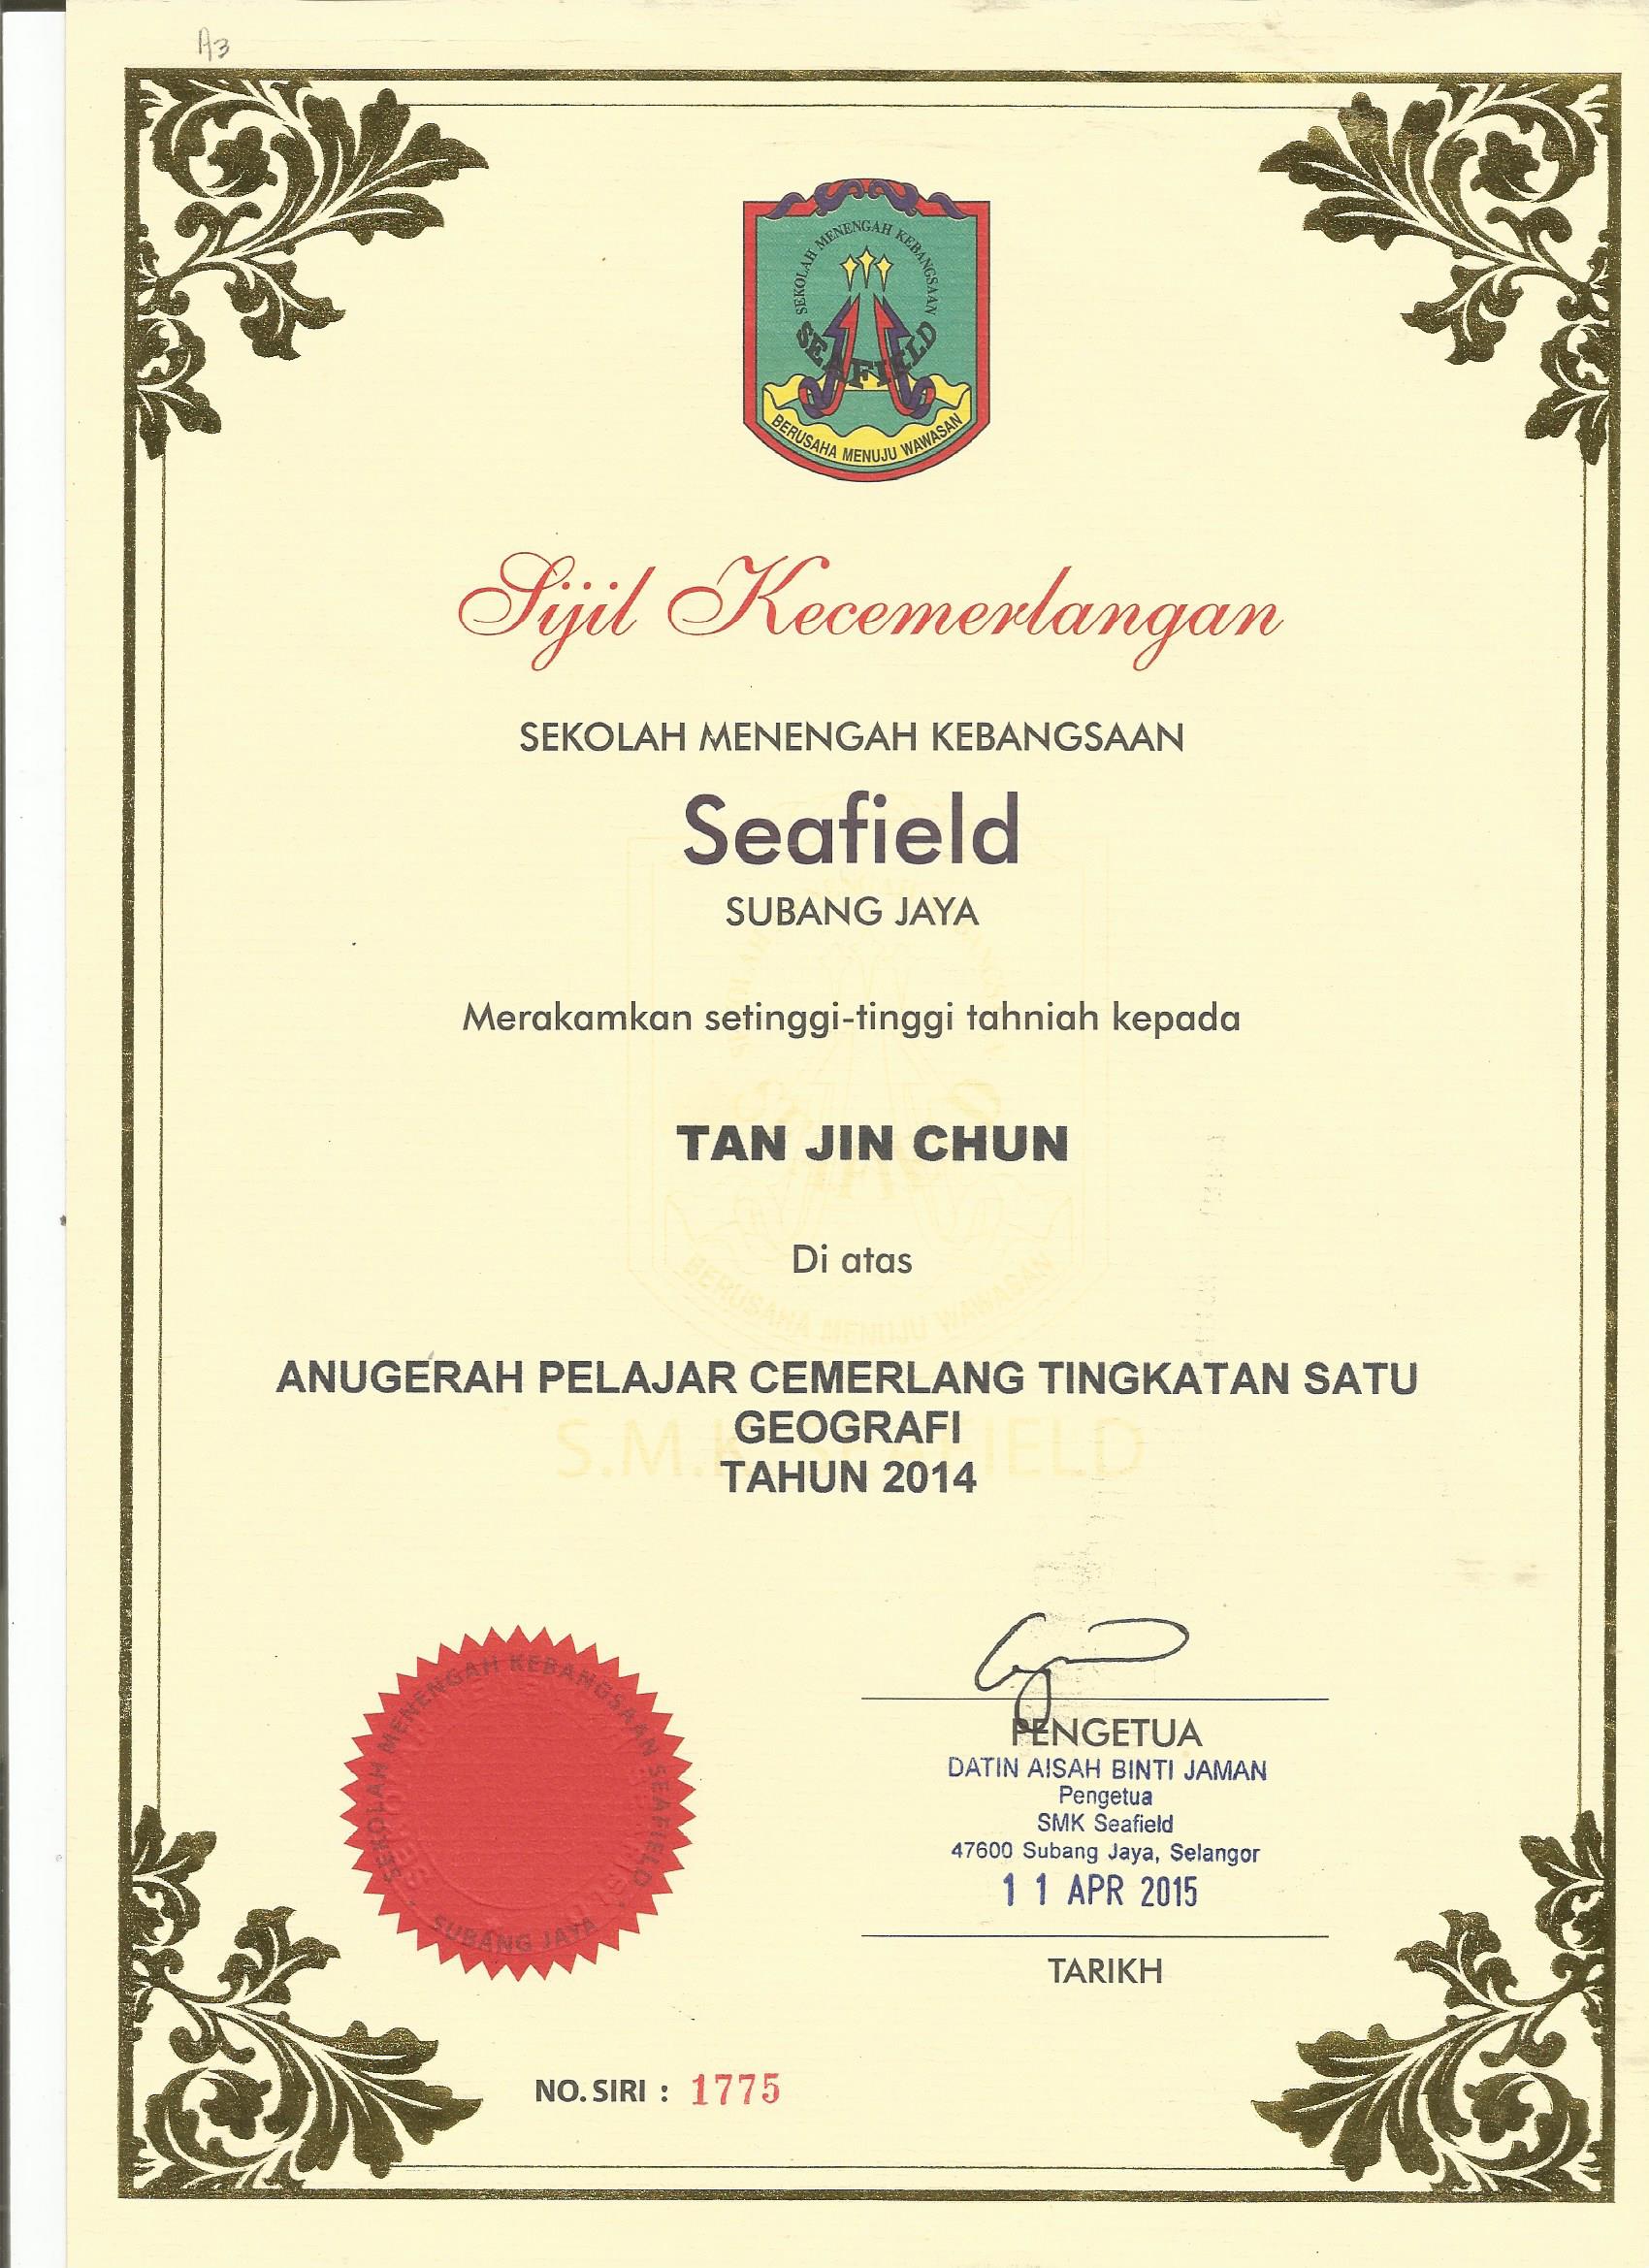 A3
SEKOLAH MENENGAH KEBANGSAAN
SEAFIELD
BERUSAHA MENUJU WAWASAN
Sijil Kecemerlangan
SEKOLAH MENENGAH KEBANGSAAN
Seafield
SUBANG JAYA
Merakamkan setinggi-tinggi tahniah kepada
TAN JIN CHUN
Di atas
BERUSAHA MENUJU WAWASAN
ANUGERAH PELAJAR CEMERLANG TINGKATAN SATU
GEOGRAFI
S.M.K. SEAFIELD
TAHUN 2014
SEKOLAH MENENGAH KEBANGSAAN SEAFIELD
SUBANG JAYA
PENGETUA
DATIN AISAH BINTI JAMAN
Pengetua
SMK Seafield
47600 Subang Jaya, Selangor
11 APR 2015
TARIKH
NO. SIRI : 1775